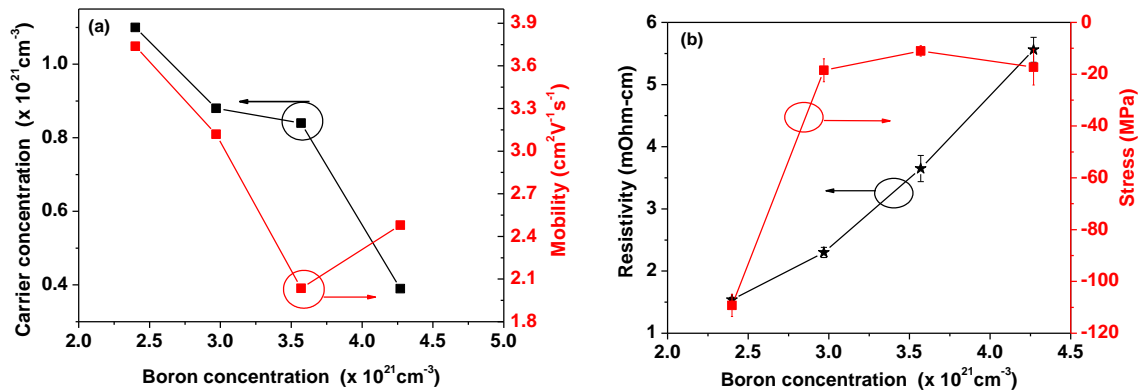 (a)
Carrier concentration (x 10²¹cm⁻³)
1.0
0.8
0.6
0.4
3.9
3.6
3.3
3.0
2.7
2.4
2.1
1.8
Mobility (cm²V⁻¹s⁻¹)
2.0 2.5 3.0 3.5 4.0 4.5 5.0
Boron concentration (x 10²¹cm⁻³)
(b)
Resistivity (mOhm-cm)
6
5
4
3
2
1
0
-20
-40
-60
-80
-100
-120
Stress (MPa)
2.0 2.5 3.0 3.5 4.0 4.5
Boron concentration (x 10²¹cm⁻³)